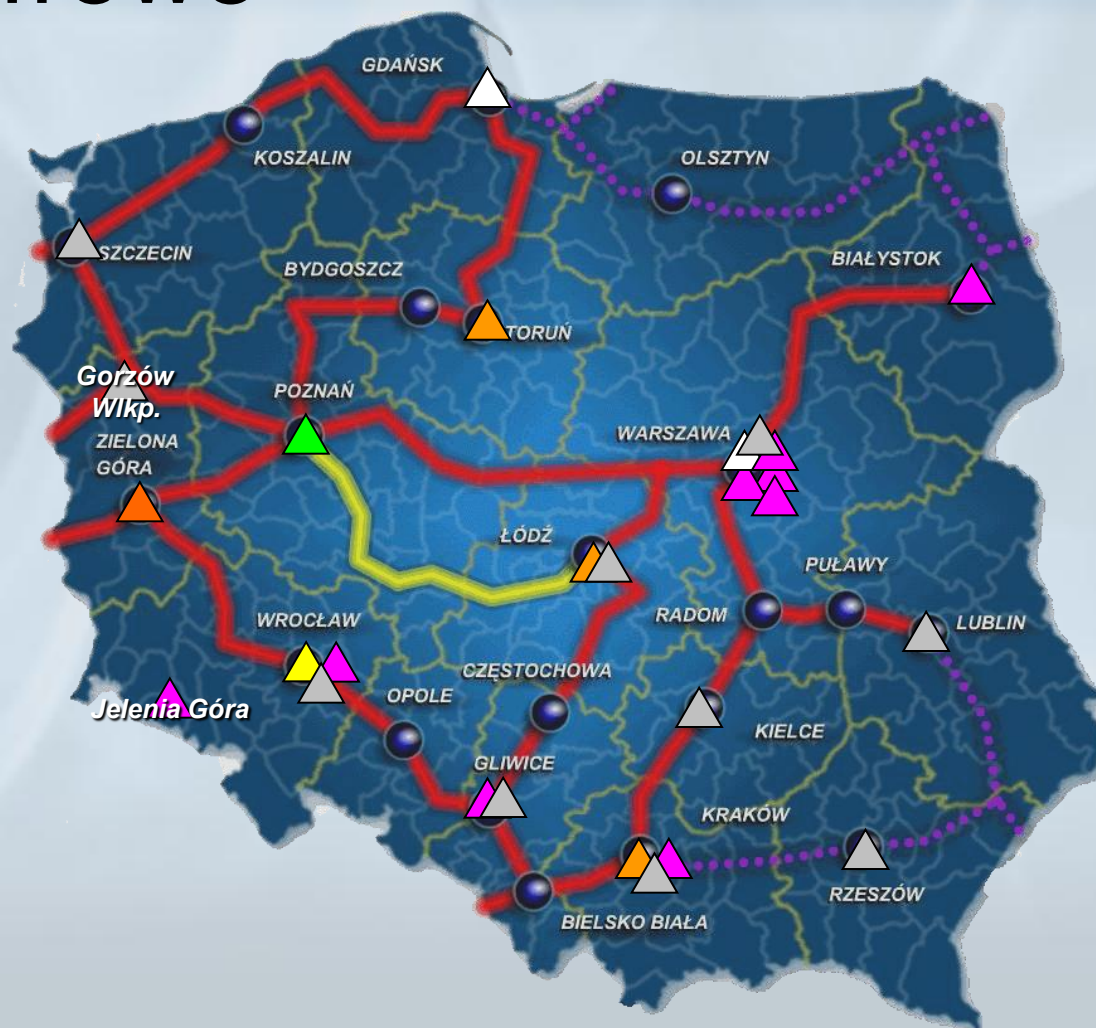 GDAŃSK
KOSZALIN
OLSZTYN
SZCZECIN
BYDGOSZCZ
BIAŁYSTOK
TORUŃ
Gorzów
Wlkp.
POZNAŃ
ZIELONA
GÓRA
WARSZAWA
ŁÓDŹ
PUŁAWY
WROCŁAW
RADOM
LUBLIN
CZĘSTOCHOWA
OPOLE
Jelenia Góra
KIELCE
GLIWICE
KRAKÓW
RZESZÓW
BIELSKO BIAŁA